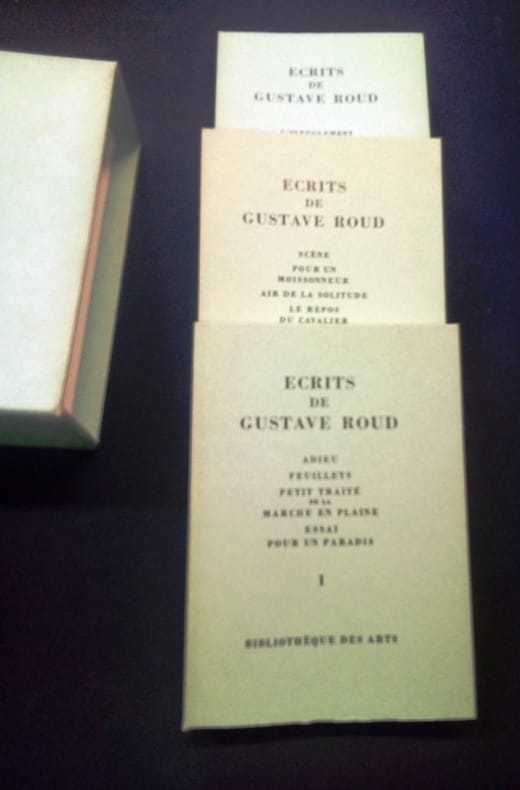 ECRITS
DE
GUSTAVE ROUD
ECRITS
DE
GUSTAVE ROUD
SCÈNE
POUR UN
MOISSONNEUR
AIR DE LA SOLITUDE
LE REPOS
DU CAVALIER
ECRITS
DE
GUSTAVE ROUD
ADIEU
FEUILLETS
PETIT TRAITÉ
DE LA
MARCHE EN PLAINE
ESSAI
POUR UN PARADIS
I
BIBLIOTHÈQUE DES ARTS